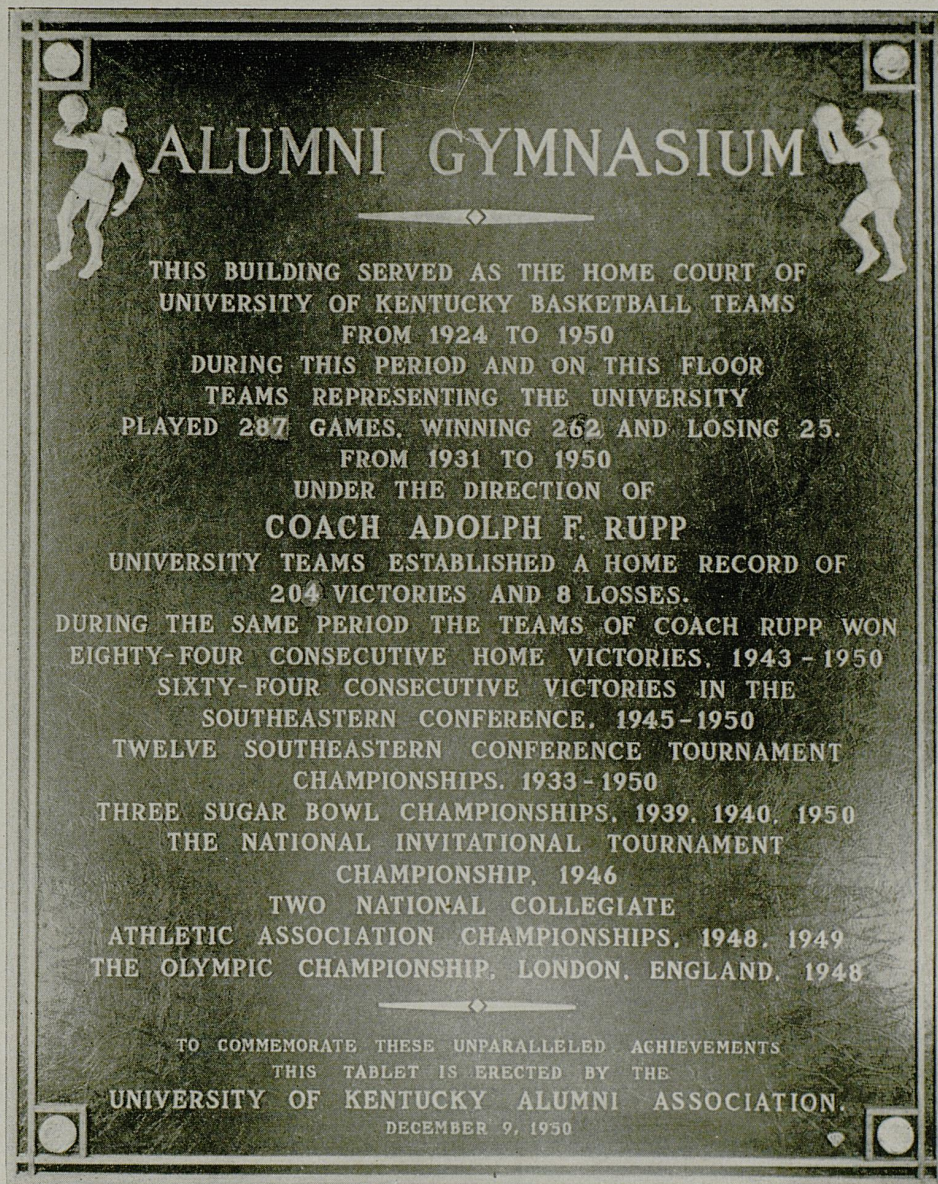 ALUMNI GYMNASIUM
THIS BUILDING SERVED AS THE HOME COURT OF
UNIVERSITY OF KENTUCKY BASKETBALL TEAMS
FROM 1924 TO 1950
DURING THIS PERIOD AND ON THIS FLOOR
TEAMS REPRESENTING THE UNIVERSITY
PLAYED 287 GAMES, WINNING 262 AND LOSING 25.
FROM 1931 TO 1950
UNDER THE DIRECTION OF
COACH ADOLPH F. RUPP
UNIVERSITY TEAMS ESTABLISHED A HOME RECORD OF
204 VICTORIES AND 8 LOSSES.
DURING THE SAME PERIOD THE TEAMS OF COACH RUPP WON
EIGHTY-FOUR CONSECUTIVE HOME VICTORIES, 1943-1950
SIXTY-FOUR CONSECUTIVE VICTORIES IN THE
SOUTHEASTERN CONFERENCE, 1945-1950
TWELVE SOUTHEASTERN CONFERENCE TOURNAMENT
CHAMPIONSHIPS, 1933-1950
THREE SUGAR BOWL CHAMPIONSHIPS, 1939, 1940, 1950
THE NATIONAL INVITATIONAL TOURNAMENT
CHAMPIONSHIP, 1946
TWO NATIONAL COLLEGIATE
ATHLETIC ASSOCIATION CHAMPIONSHIPS, 1948, 1949
THE OLYMPIC CHAMPIONSHIP, LONDON, ENGLAND, 1948
TO COMMEMORATE THESE UNPARALLELED ACHIEVEMENTS
THIS TABLET IS ERECTED BY THE
UNIVERSITY OF KENTUCKY ALUMNI ASSOCIATION.
DECEMBER 9, 1950